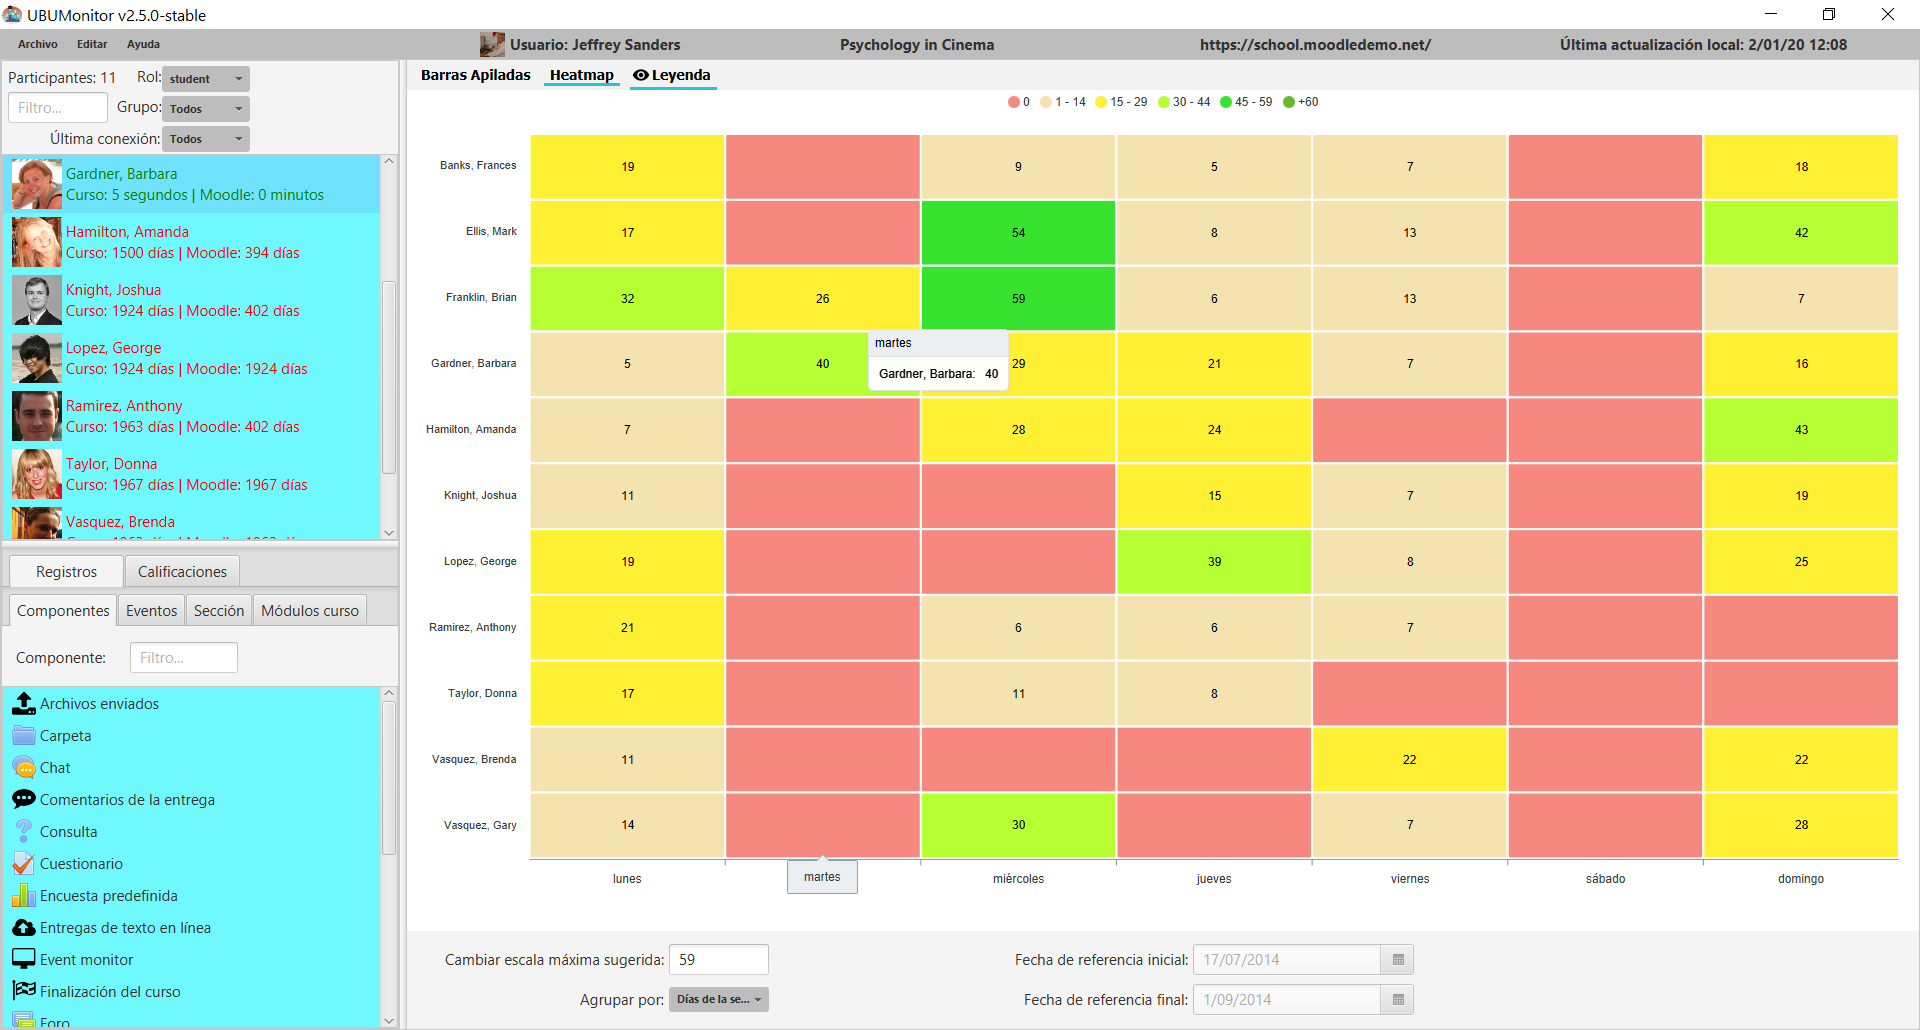 UBUMonitor v2.5.0-stable
Archivo Editar Ayuda Usuario: Jeffrey Sanders Psychology in Cinema https://school.moodledemo.net/ Última actualización local: 2/01/20 12:08
Participantes: 11 Rol: student
Filtro... Grupo: Todos
Última conexión: Todos
Gardner, Barbara
Curso: 5 segundos | Moodle: 0 minutos
Hamilton, Amanda
Curso: 1500 días | Moodle: 394 días
Knight, Joshua
Curso: 1924 días | Moodle: 402 días
Lopez, George
Curso: 1924 días | Moodle: 1924 días
Ramirez, Anthony
Curso: 1963 días | Moodle: 402 días
Taylor, Donna
Curso: 1967 días | Moodle: 1967 días
Vasquez, Brenda
Registros Calificaciones
Componentes Eventos Sección Módulos curso
Componente: Filtro...
Archivos enviados
Carpeta
Chat
Comentarios de la entrega
Consulta
Cuestionario
Encuesta predefinida
Entregas de texto en línea
Event monitor
Finalización del curso
Foro
Barras Apiladas Heatmap Leyenda
0 1 - 14 15 - 29 30 - 44 45 - 59 +60
Banks, Frances 19 9 5 7 18
Ellis, Mark 17 54 8 13 42
Franklin, Brian 32 26 59 6 13 7
martes
Gardner, Barbara 5 40 29 21 7 16
Gardner, Barbara: 40
Hamilton, Amanda 7 28 24 43
Knight, Joshua 11 15 7 19
Lopez, George 19 39 8 25
Ramirez, Anthony 21 6 6 7
Taylor, Donna 17 11 8
Vasquez, Brenda 11 22 22
Vasquez, Gary 14 30 7 28
lunes martes miércoles jueves viernes sábado domingo
Cambiar escala máxima sugerida: 59 Fecha de referencia inicial: 17/07/2014
Agrupar por: Días de la se... Fecha de referencia final: 1/09/2014